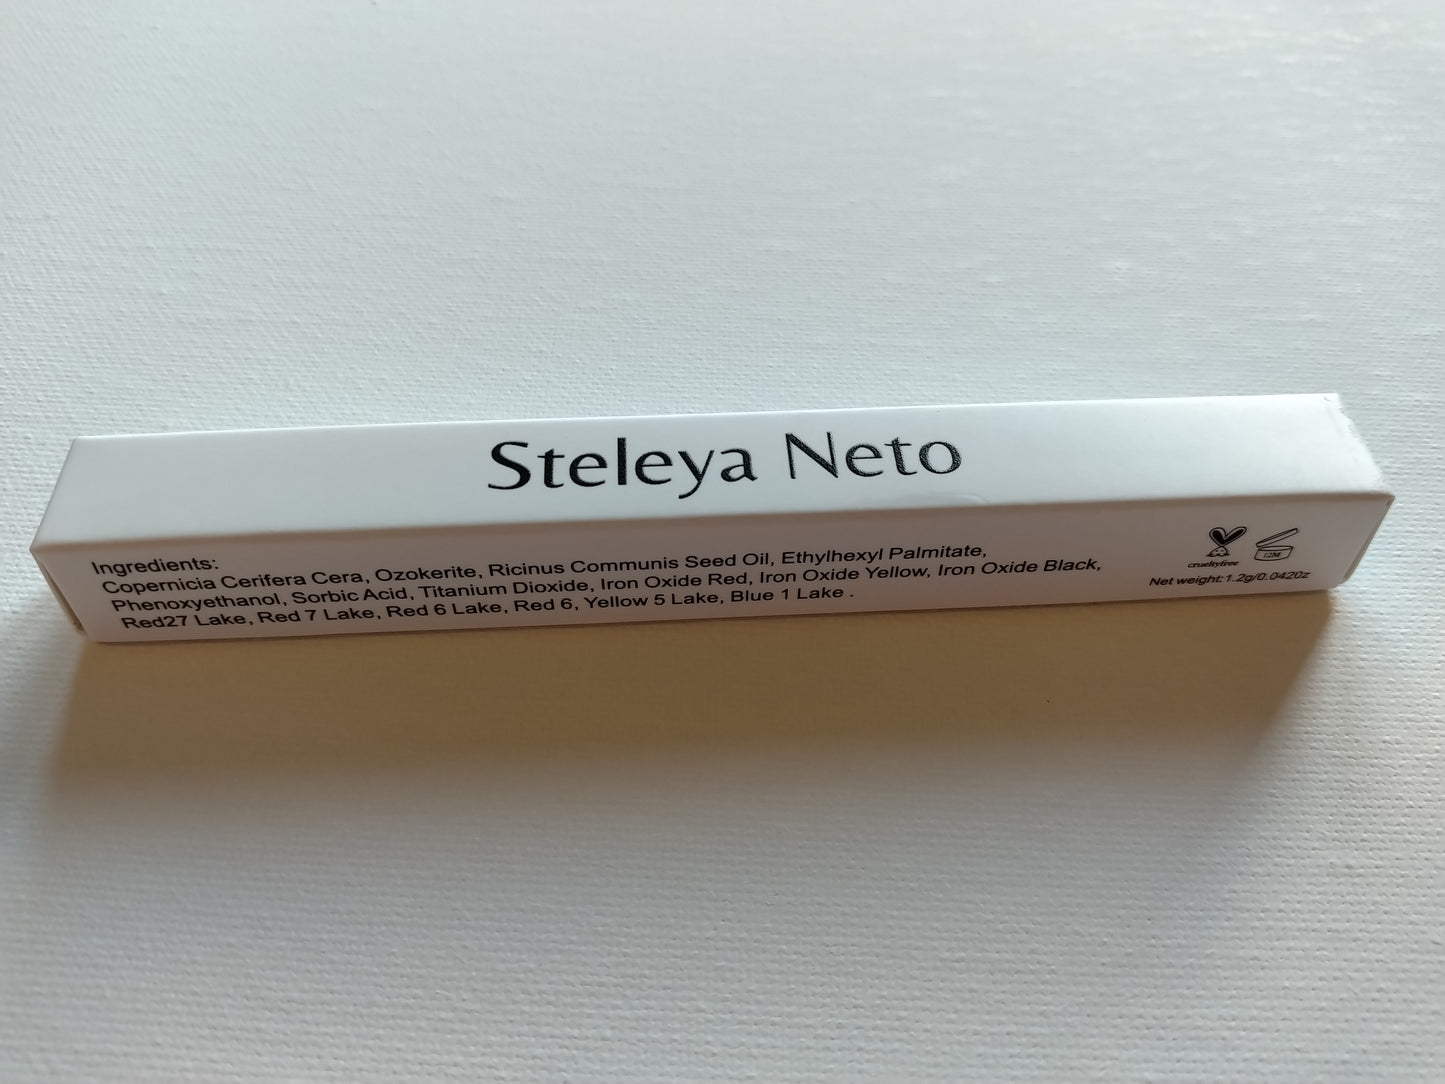 Steleya Neto
Ingredients:
Copernicia Cerifera Cera, Ozokerite, Ricinus Communis Seed Oil, Ethylhexyl Palmitate,
Phenoxyethanol, Sorbic Acid, Titanium Dioxide, Iron Oxide Red, Iron Oxide Yellow, Iron Oxide Black,
Red27 Lake, Red 7 Lake, Red 6 Lake, Red 6, Yellow 5 Lake, Blue 1 Lake .
crueltyfree
12M
Net weight:1.2g/0.042oz